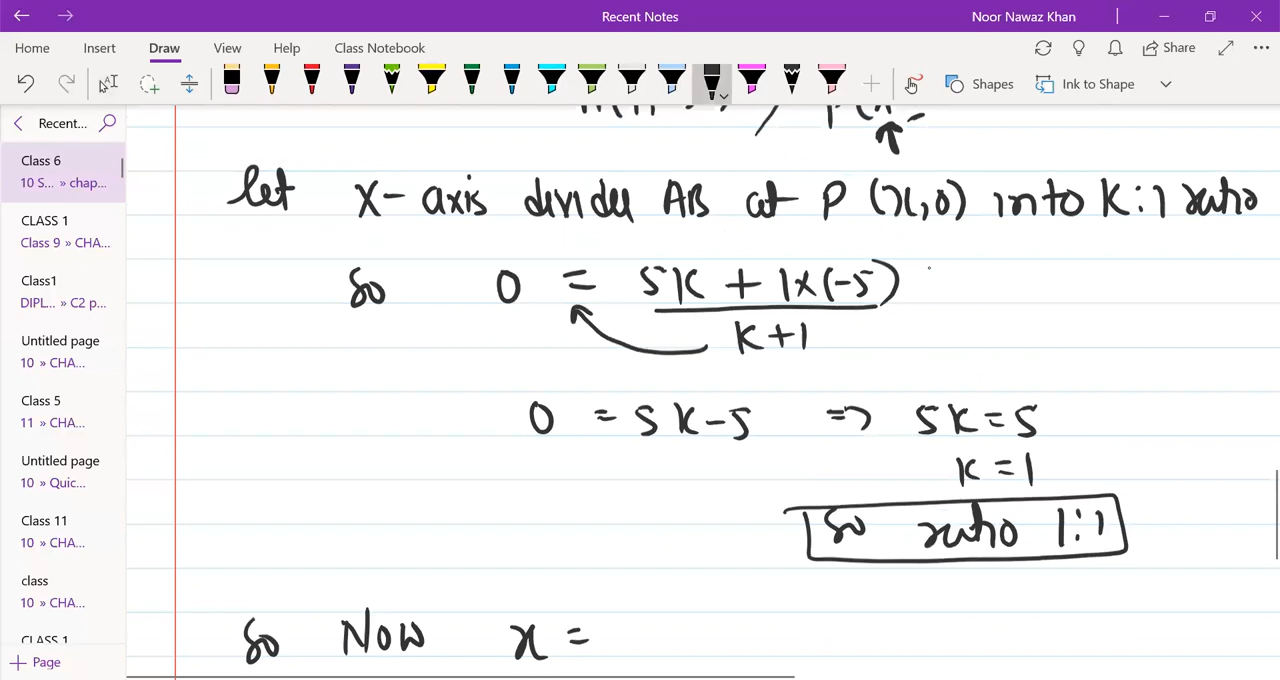 Recent Notes
Noor Nawaz Khan
Home Insert Draw View Help Class Notebook Share
Shapes Ink to Shape
Recent...
Class 6
10 S... » chap...
CLASS 1
Class 9 » CHA...
Class1
DIPL... » C2 p...
Untitled page
10 » CHA...
Class 5
11 » CHA...
Untitled page
10 » Quic...
Class 11
10 » CHA...
class
10 » CHA...
CLASS 1
Page
let X-axis divides AB at P (x,0) into K:1 ratio
So 0 = 5K + 1×(-5)
K+1
0 = 5K-5 => 5K=5
K=1
So ratio 1:1
So Now x =